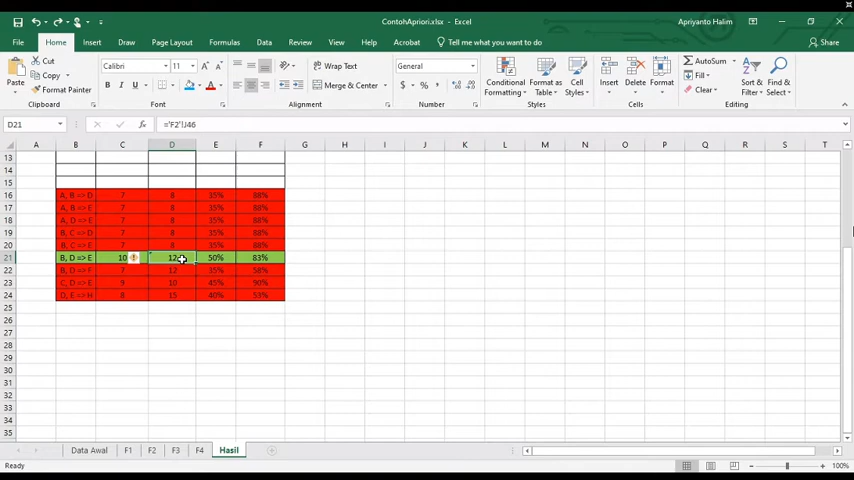 ContohApriori.xlsx - Excel
Apriyanto Halim
File Home Insert Draw Page Layout Formulas Data Review View Help Acrobat Tell me what you want to do Share
Cut
Copy
Format Painter
Paste
Clipboard
Calibri 11
B I U
Font
Wrap Text
Merge & Center
Alignment
General
$ % ,
Number
Conditional Formatting
Format as Table
Cell Styles
Styles
Insert Delete Format
Cells
AutoSum
Fill
Clear
Sort & Filter
Find & Select
Editing
D21 fx ='F2'!J46
A B C D E F G H I J K L M N O P Q R S T
13
14
15
16 A, B => D 7 8 35% 88%
17 A, B => E 7 8 35% 88%
18 A, D => E 7 8 35% 88%
19 B, C => D 7 8 35% 88%
20 B, C => E 7 8 35% 88%
21 B, D => E 10 12 50% 83%
22 B, D => F 7 12 35% 58%
23 C, D => E 9 10 45% 90%
24 D, E => H 8 15 40% 53%
25
26
27
28
29
30
31
32
33
34
35
Data Awal F1 F2 F3 F4 Hasil
Ready 100%